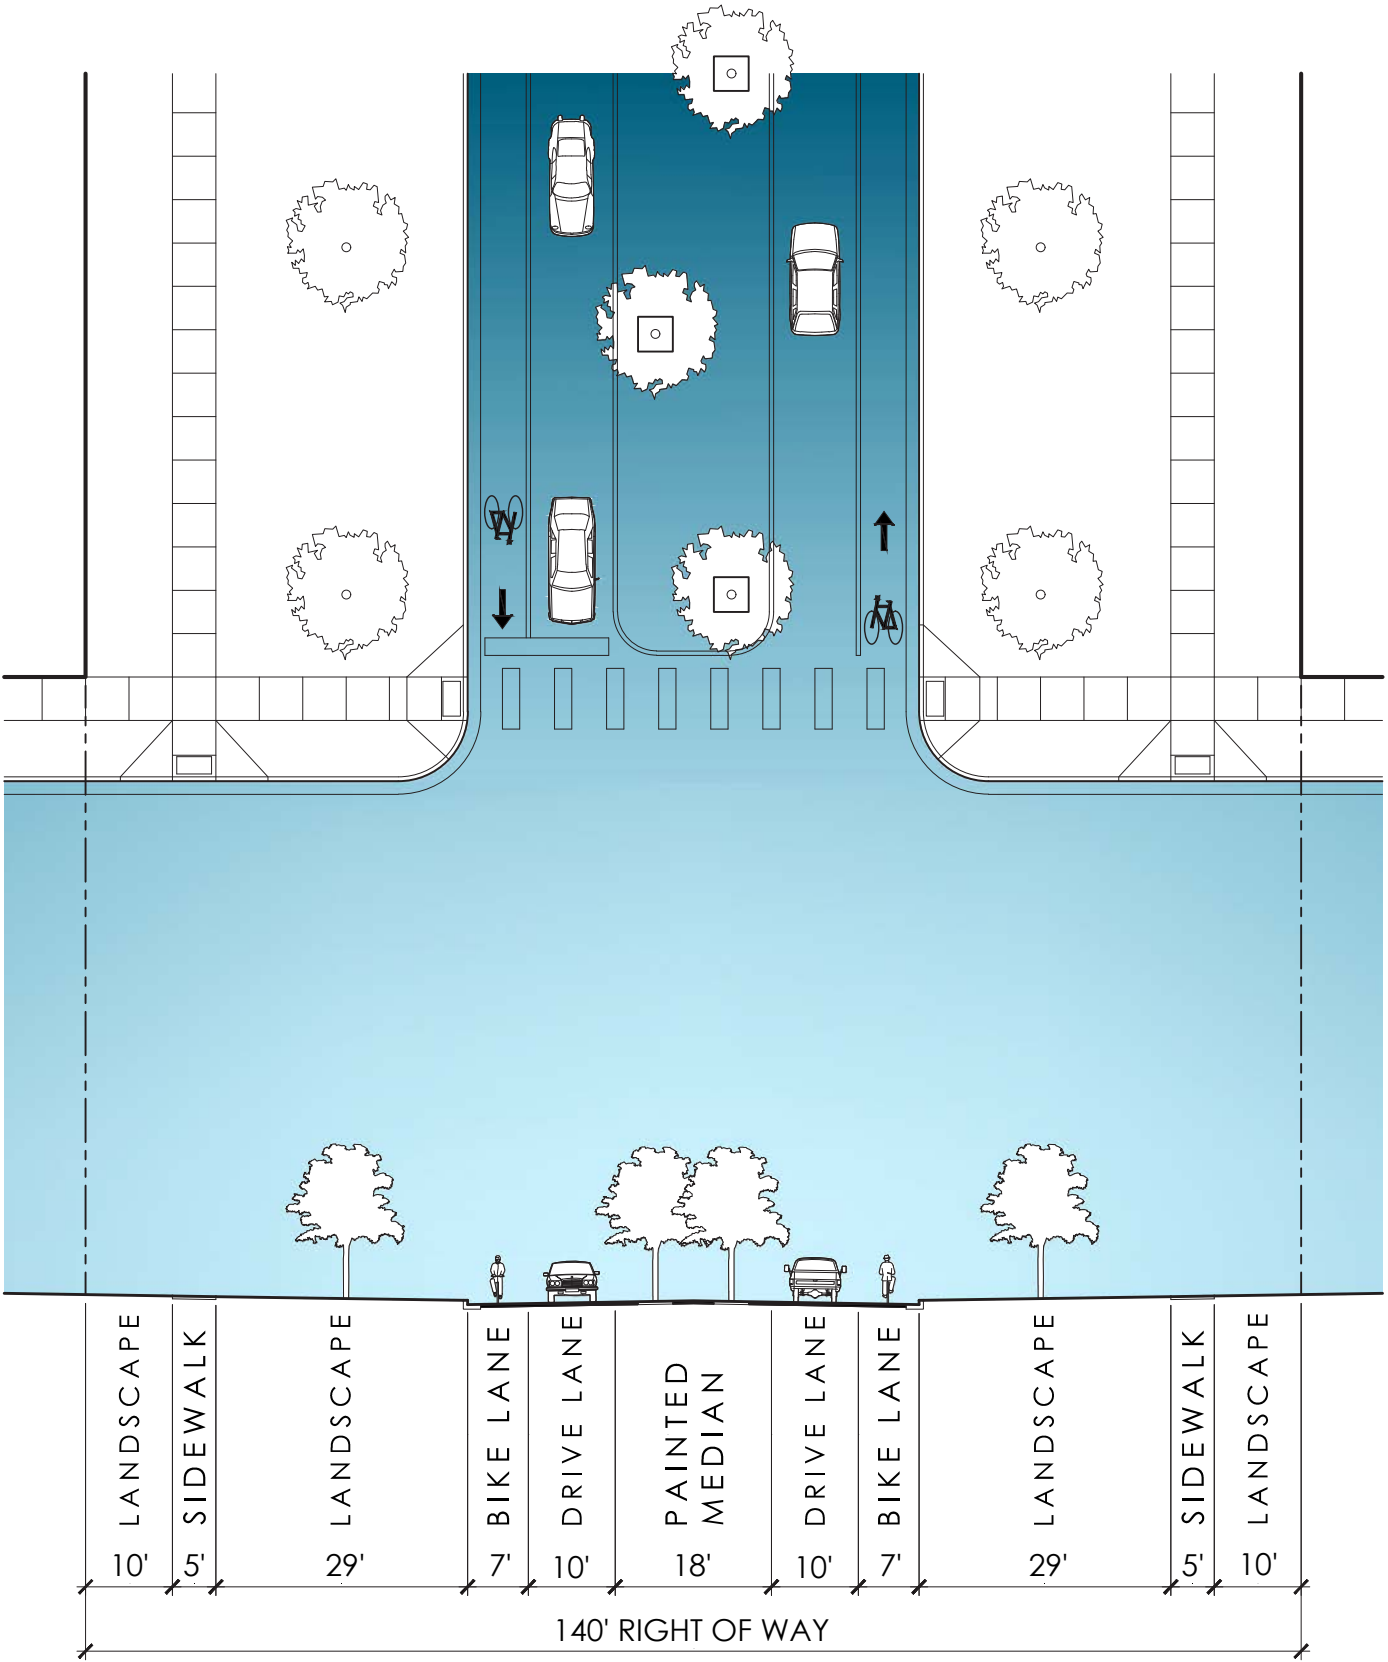 LANDSCAPE
SIDEWALK
LANDSCAPE
BIKE LANE
DRIVE LANE
PAINTED
MEDIAN
DRIVE LANE
BIKE LANE
LANDSCAPE
SIDEWALK
LANDSCAPE
10' 5' 29' 7' 10' 18' 10' 7' 29' 5' 10'
140' RIGHT OF WAY